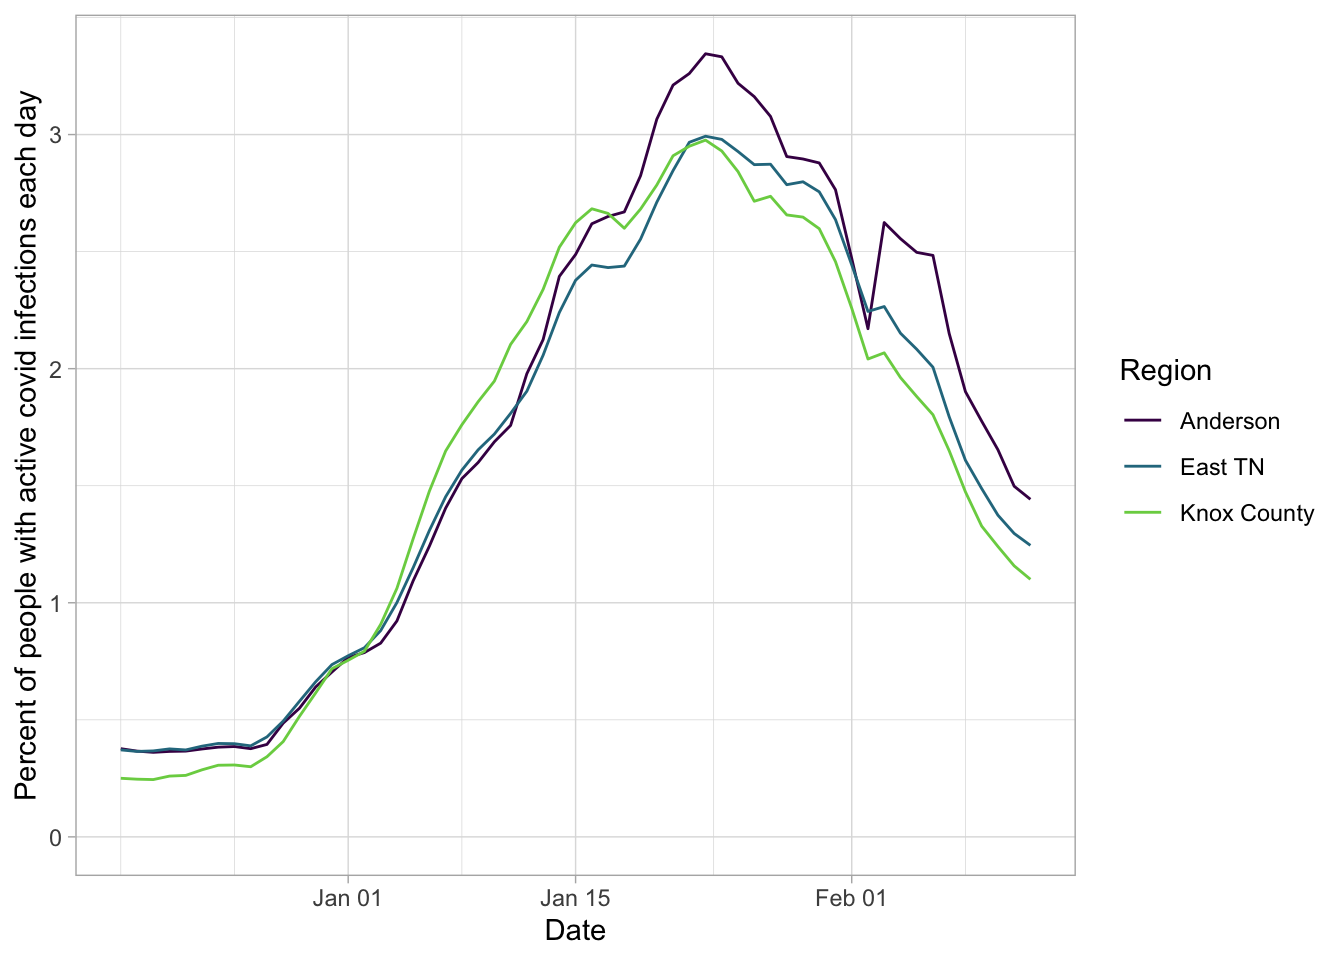 Percent of people with active covid infections each day
3
2
1
0
Jan 01
Jan 15
Feb 01
Date
Region
Anderson
East TN
Knox County